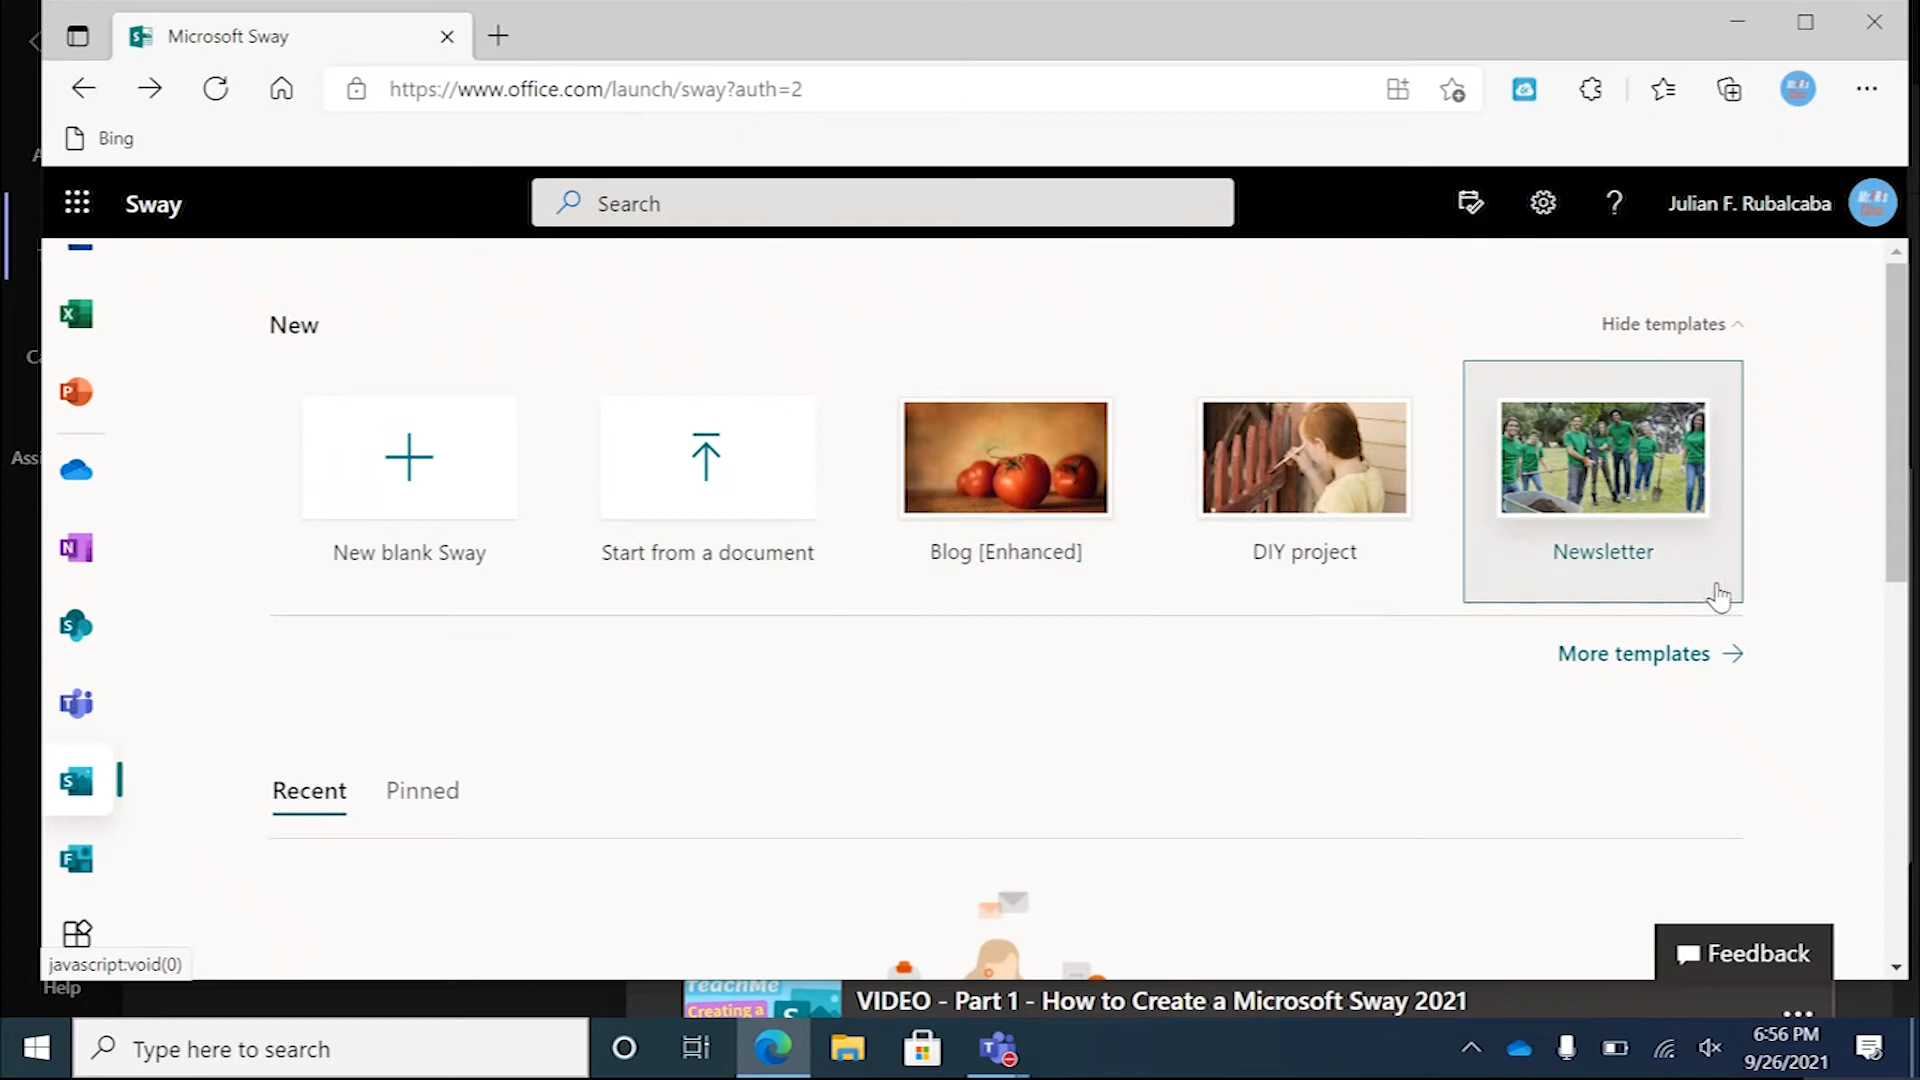 Microsoft Sway
https://www.office.com/launch/sway?auth=2
Bing
Sway
Search
Julian F. Rubalcaba
New
Hide templates
New blank Sway
Start from a document
Blog [Enhanced]
DIY project
Newsletter
More templates
Recent
Pinned
Feedback
javascript:void(0)
Assi
Help
TeachMe
Creating a
VIDEO - Part 1 - How to Create a Microsoft Sway 2021
Type here to search
6:56 PM
9/26/2021